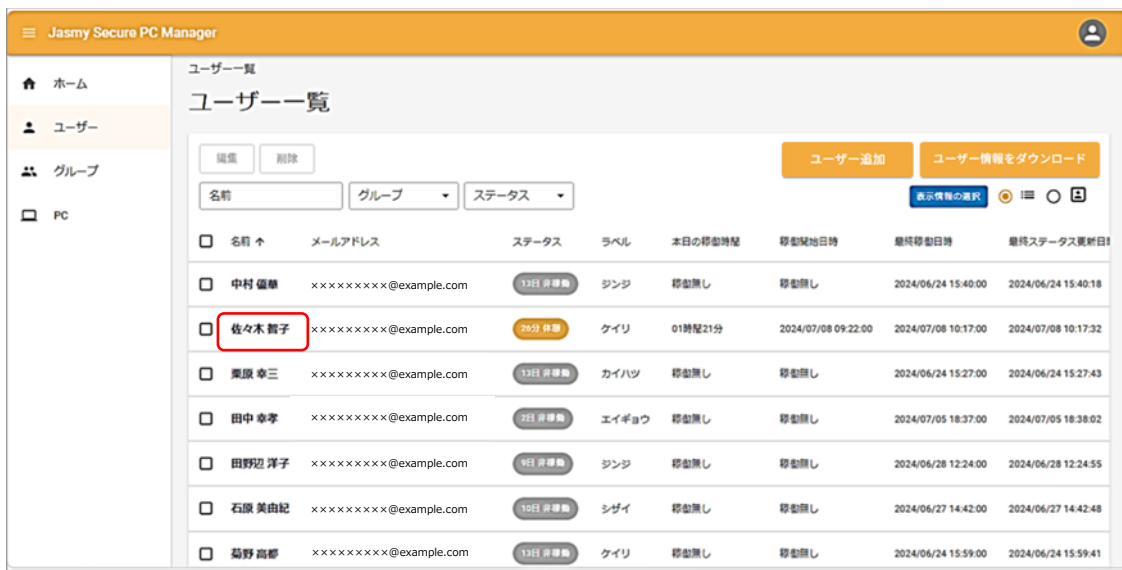 Jasmy Secure PC Manager
ホーム
ユーザー
グループ
PC
ユーザー一覧
ユーザー一覧
編集 削除 ユーザー追加 ユーザー情報をダウンロード
名前 グループ ステータス 表示情報の選択
名前 メールアドレス ステータス ラベル 本日の稼働時間 稼働開始日時 最終稼働日時 最終ステータス更新日時
中村 優華 ×××××××××@example.com 13日 非稼働 ジンジ 稼働無し 稼働無し 2024/06/24 15:40:00 2024/06/24 15:40:18
佐々木 智子 ×××××××××@example.com 26分 休憩 ケイリ 01時間21分 2024/07/08 09:22:00 2024/07/08 10:17:00 2024/07/08 10:17:32
栗原 幸三 ×××××××××@example.com 13日 非稼働 カイハツ 稼働無し 稼働無し 2024/06/24 15:27:00 2024/06/24 15:27:43
田中 幸孝 ×××××××××@example.com 2日 非稼働 エイギョウ 稼働無し 稼働無し 2024/07/05 18:37:00 2024/07/05 18:38:02
田野辺 洋子 ×××××××××@example.com 9日 非稼働 ジンジ 稼働無し 稼働無し 2024/06/28 12:24:00 2024/06/28 12:24:55
石原 美由紀 ×××××××××@example.com 10日 非稼働 シザイ 稼働無し 稼働無し 2024/06/27 14:42:00 2024/06/27 14:42:48
菊野 高都 ×××××××××@example.com 13日 非稼働 ケイリ 稼働無し 稼働無し 2024/06/24 15:59:00 2024/06/24 15:59:41